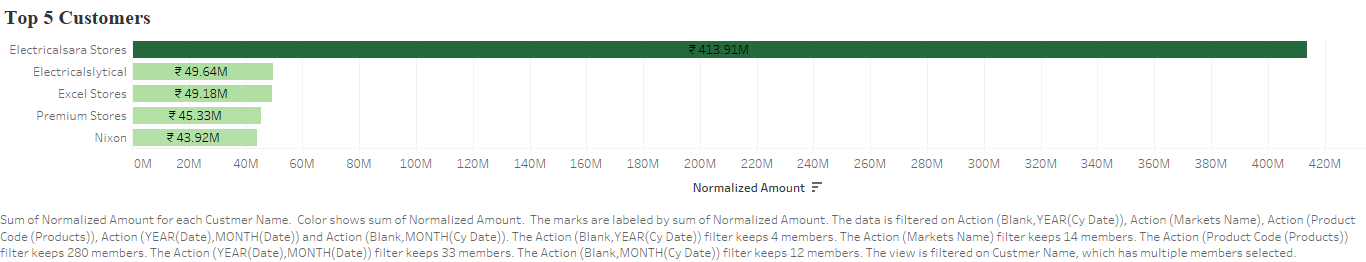 Top 5 Customers
Electricalsara Stores ₹ 413.91M
Electricalslytical ₹ 49.64M
Excel Stores ₹ 49.18M
Premium Stores ₹ 45.33M
Nixon ₹ 43.92M
0M 20M 40M 60M 80M 100M 120M 140M 160M 180M 200M 220M 240M 260M 280M 300M 320M 340M 360M 380M 400M 420M
Normalized Amount
Sum of Normalized Amount for each Custmer Name. Color shows sum of Normalized Amount. The marks are labeled by sum of Normalized Amount. The data is filtered on Action (Blank,YEAR(Cy Date)), Action (Markets Name), Action (Product
Code (Products)), Action (YEAR(Date),MONTH(Date)) and Action (Blank,MONTH(Cy Date)). The Action (Blank,YEAR(Cy Date)) filter keeps 4 members. The Action (Markets Name) filter keeps 14 members. The Action (Product Code (Products))
filter keeps 280 members. The Action (YEAR(Date),MONTH(Date)) filter keeps 33 members. The Action (Blank,MONTH(Cy Date)) filter keeps 12 members. The view is filtered on Custmer Name, which has multiple members selected.